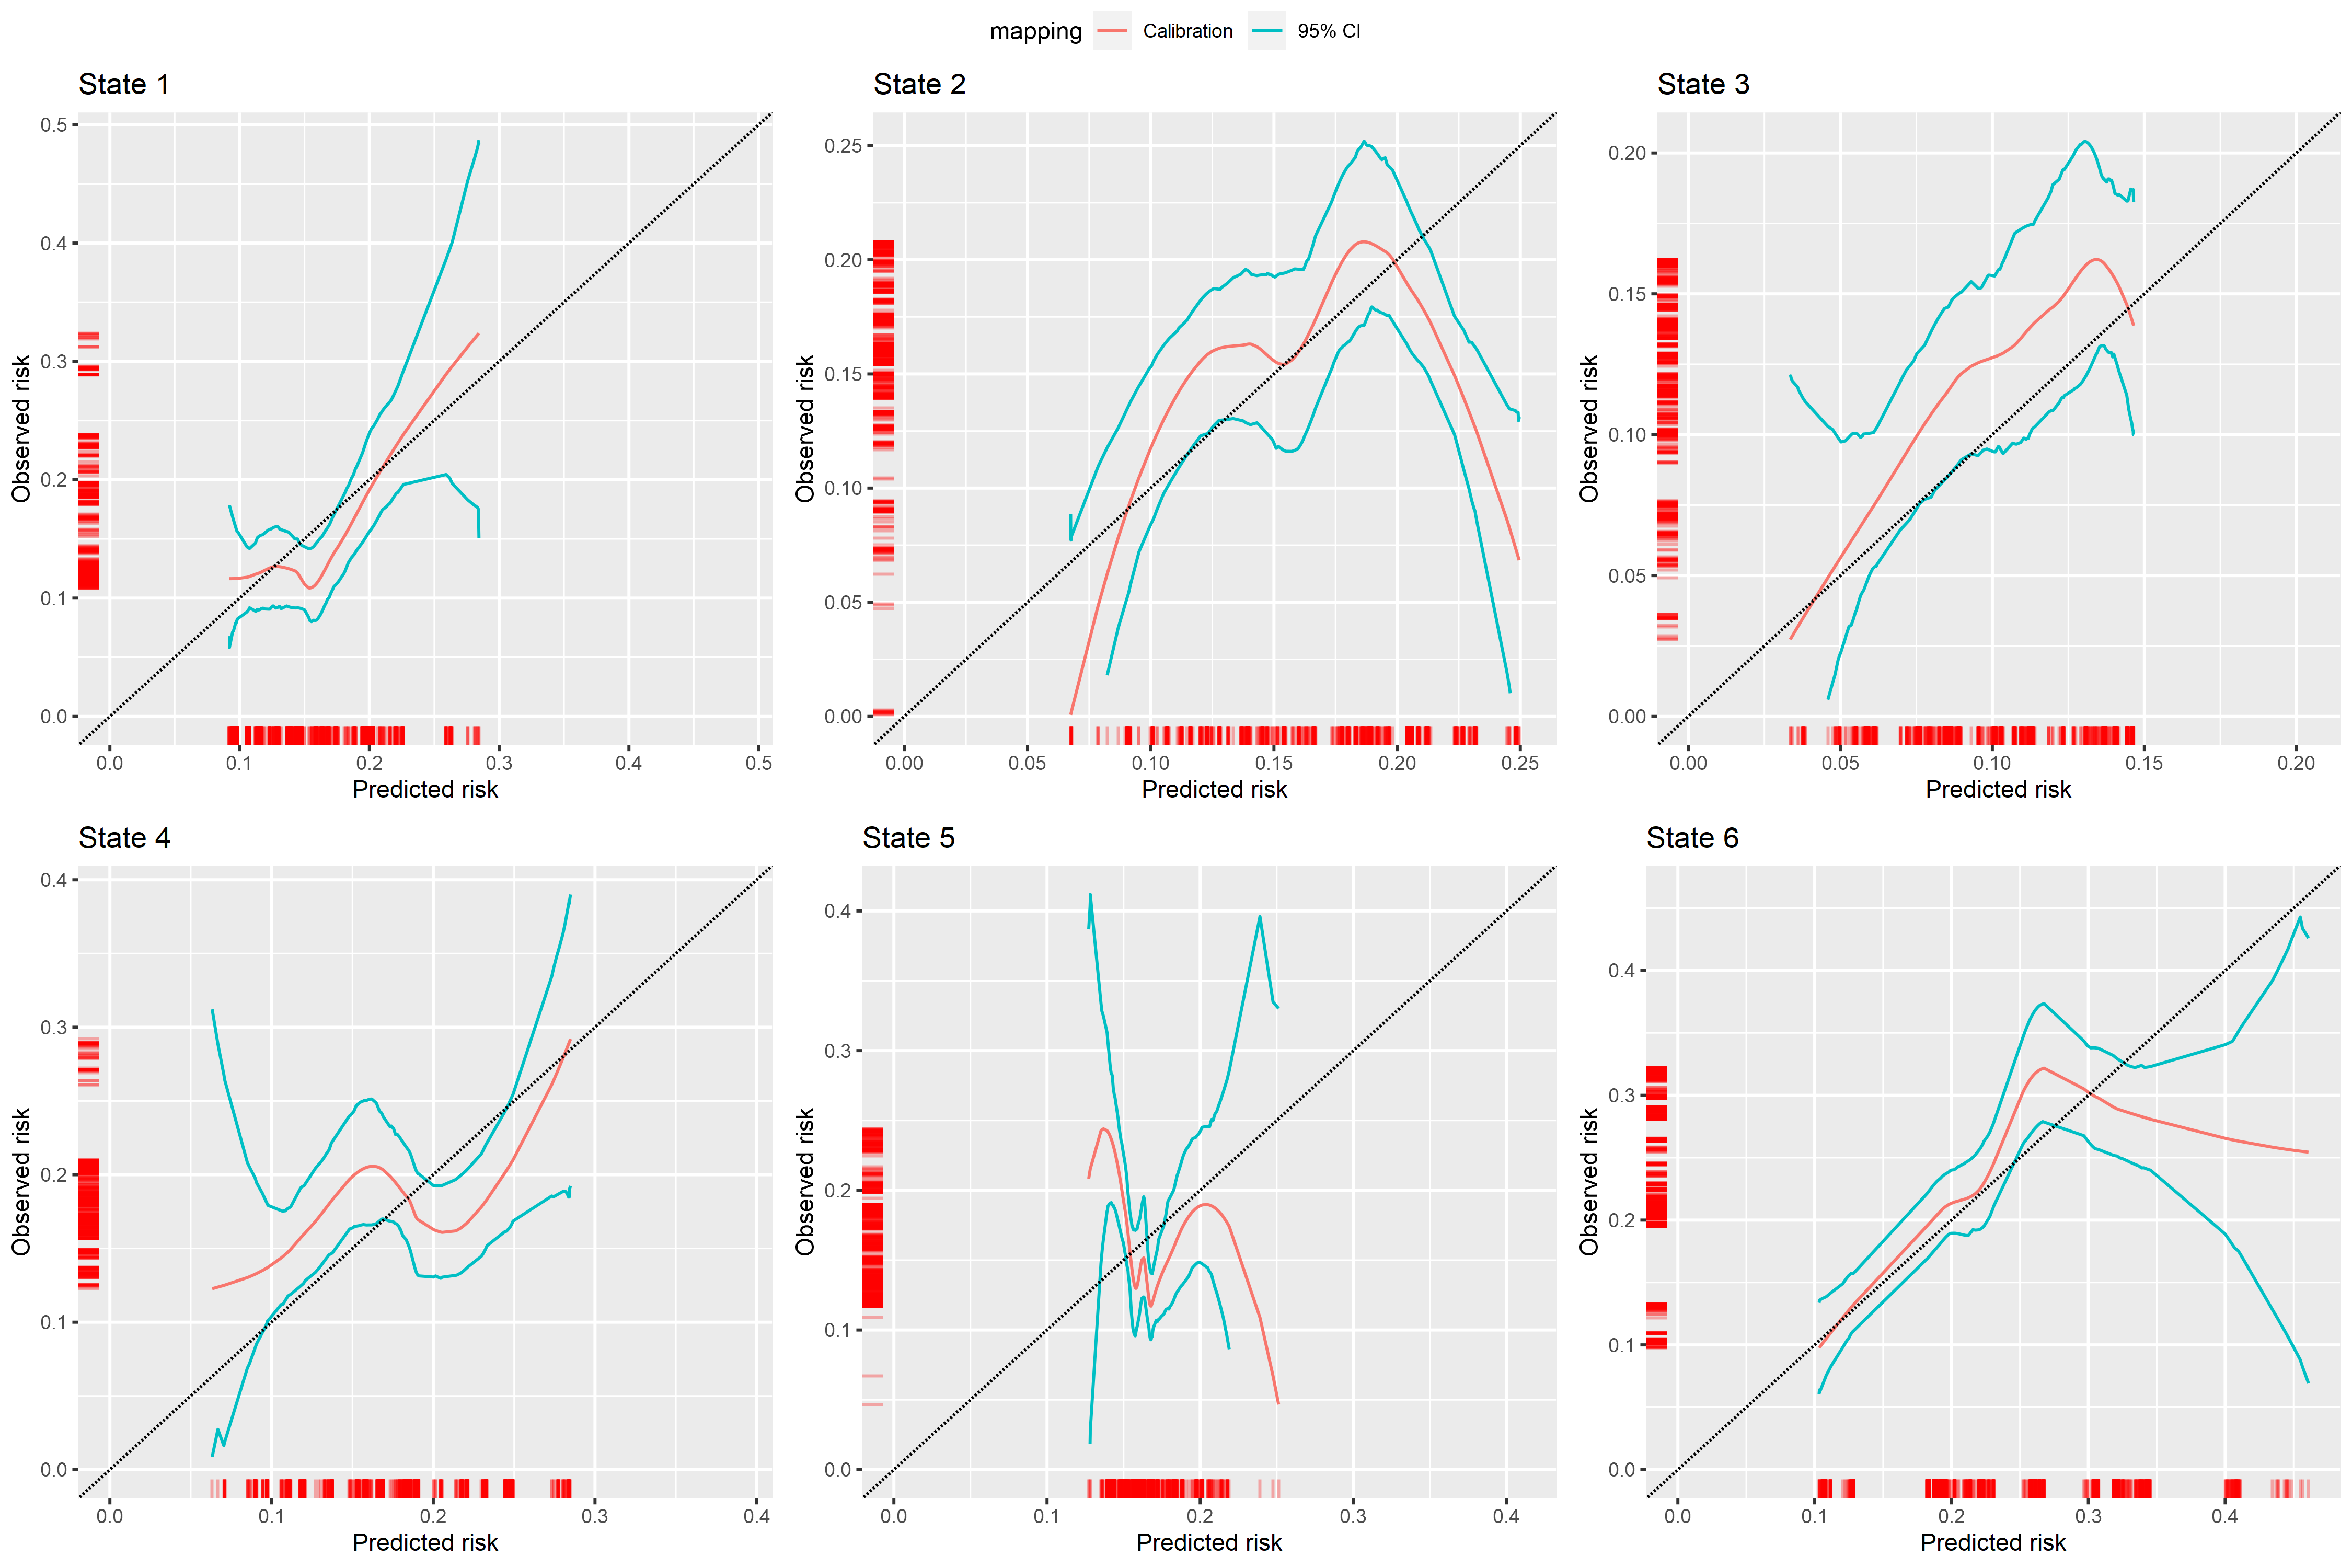 mapping Calibration 95% CI
State 1 State 2 State 3
0.5
0.4
0.3
0.2
0.1
0.0
Observed risk
0.0 0.1 0.2 0.3 0.4 0.5
Predicted risk
0.25
0.20
0.15
0.10
0.05
0.00
Observed risk
0.00 0.05 0.10 0.15 0.20 0.25
Predicted risk
0.20
0.15
0.10
0.05
0.00
Observed risk
0.00 0.05 0.10 0.15 0.20
Predicted risk
State 4 State 5 State 6
0.4
0.3
0.2
0.1
0.0
Observed risk
0.0 0.1 0.2 0.3 0.4
Predicted risk
0.4
0.3
0.2
0.1
0.0
Observed risk
0.0 0.1 0.2 0.3 0.4
Predicted risk
0.4
0.3
0.2
0.1
0.0
Observed risk
0.0 0.1 0.2 0.3 0.4
Predicted risk